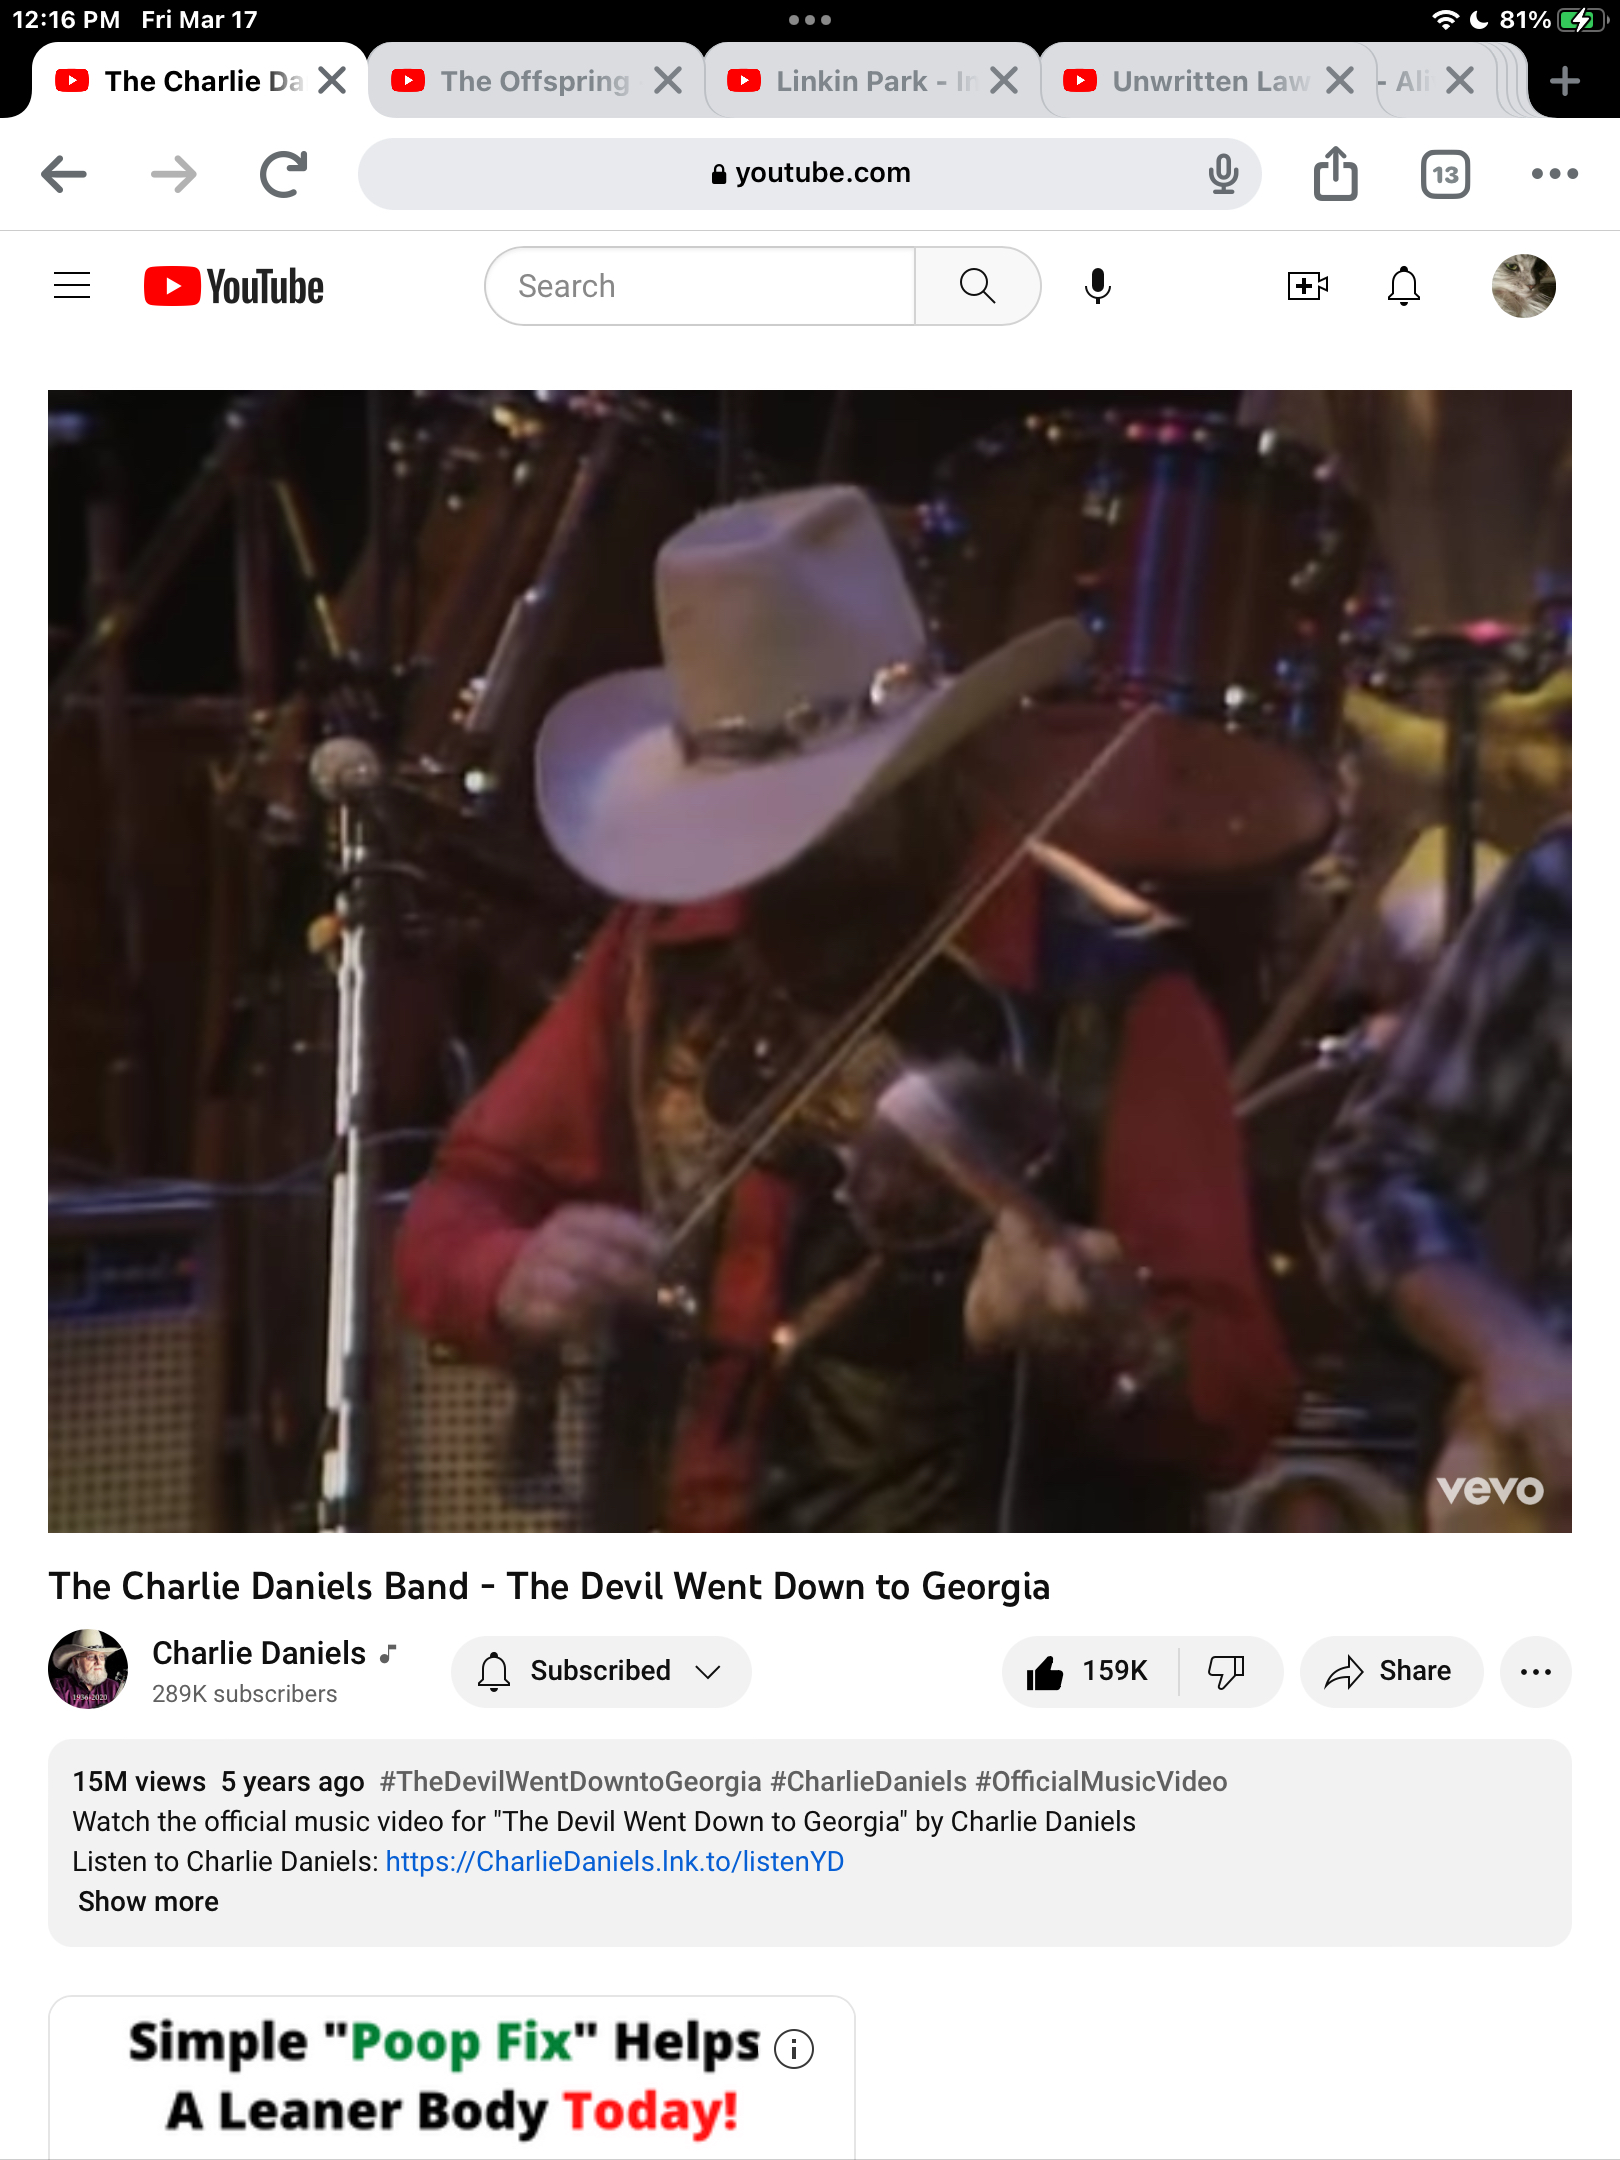 12:16 PM Fri Mar 17
81%
The Charlie Da
The Offspring
Linkin Park - In
Unwritten Law
- Ali
youtube.com
13
YouTube
Search
vevo
The Charlie Daniels Band - The Devil Went Down to Georgia
Charlie Daniels
289K subscribers
Subscribed
159K
Share
1936-2020
15M views 5 years ago #TheDevilWentDowntoGeorgia #CharlieDaniels #OfficialMusicVideo
Watch the official music video for "The Devil Went Down to Georgia" by Charlie Daniels
Listen to Charlie Daniels: https://CharlieDaniels.lnk.to/listenYD
Show more
Simple "Poop Fix" Helps
A Leaner Body Today!